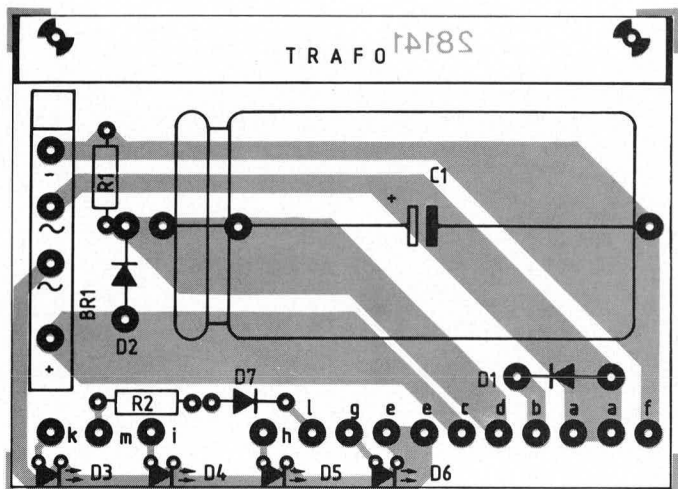 TRAFO 28141
-
R1
C1
+
BR1
D2
+
D1
R2 D7
l g e e c d b a a f
k m i h
D3 D4 D5 D6